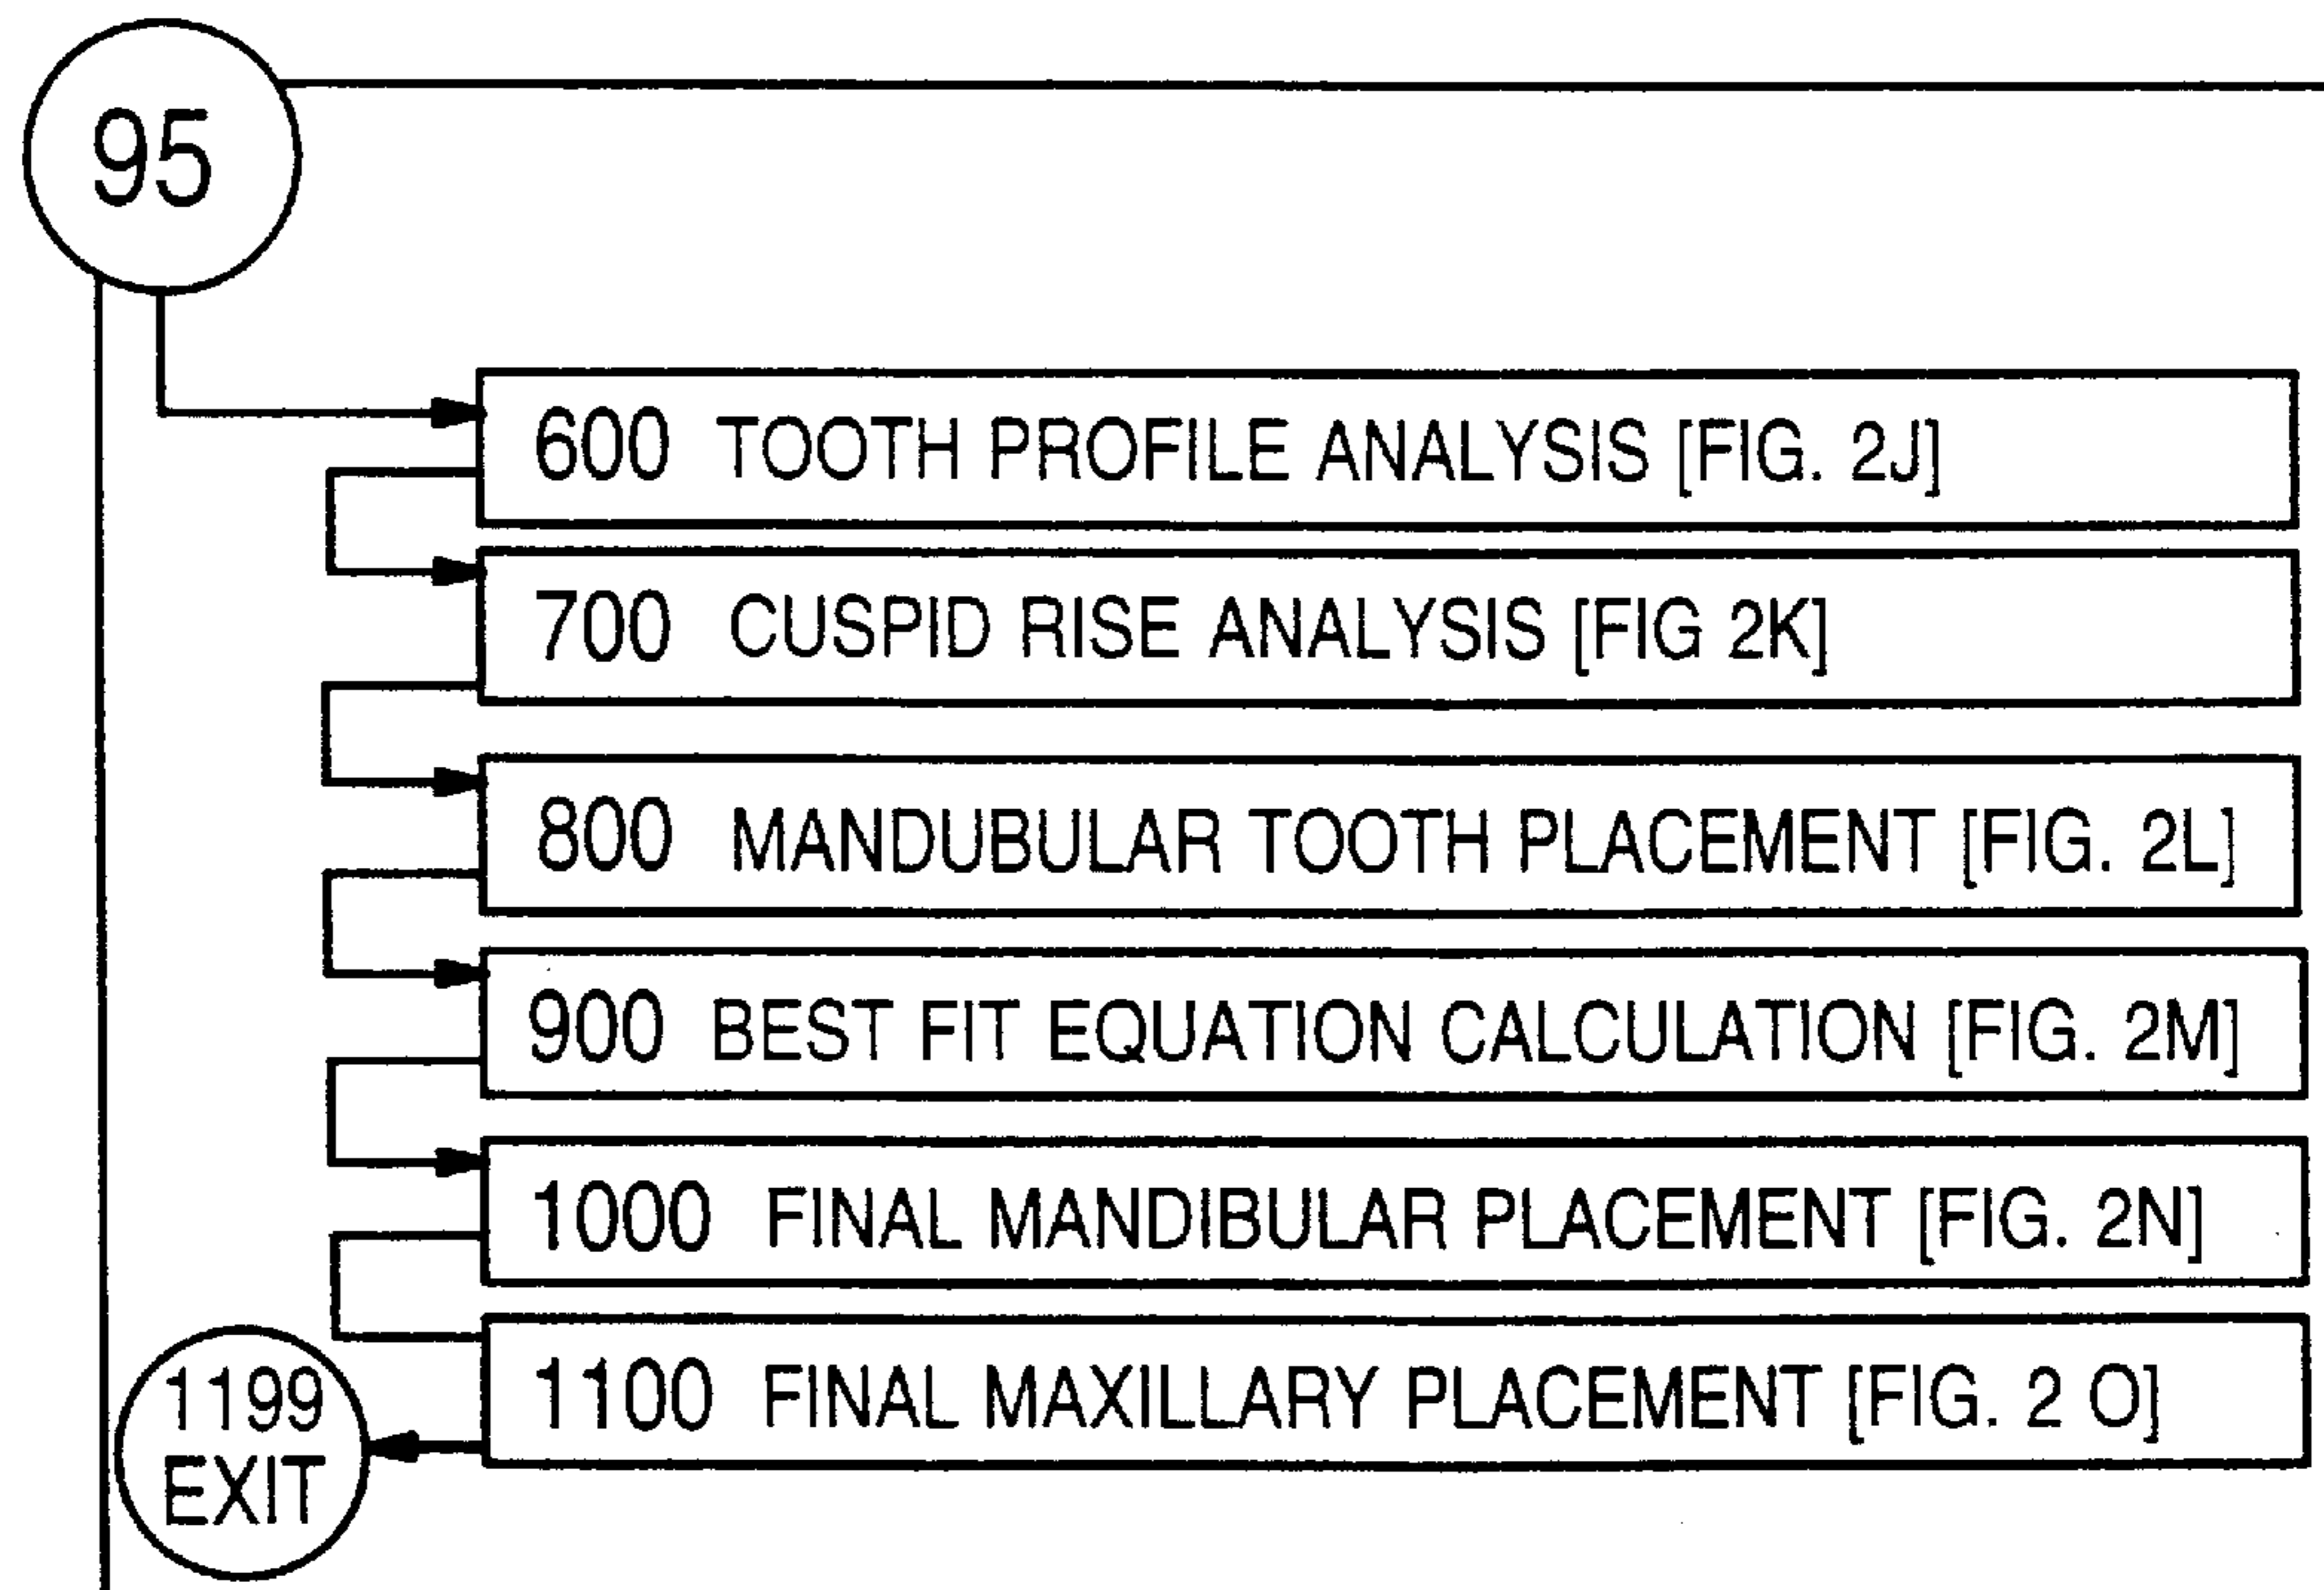 95
600 TOOTH PROFILE ANALYSIS [FIG. 2J]
700 CUSPID RISE ANALYSIS [FIG 2K]
800 MANDUBULAR TOOTH PLACEMENT [FIG. 2L]
900 BEST FIT EQUATION CALCULATION [FIG. 2M]
1000 FINAL MANDIBULAR PLACEMENT [FIG. 2N]
1100 FINAL MAXILLARY PLACEMENT [FIG. 2 O]
1199
EXIT